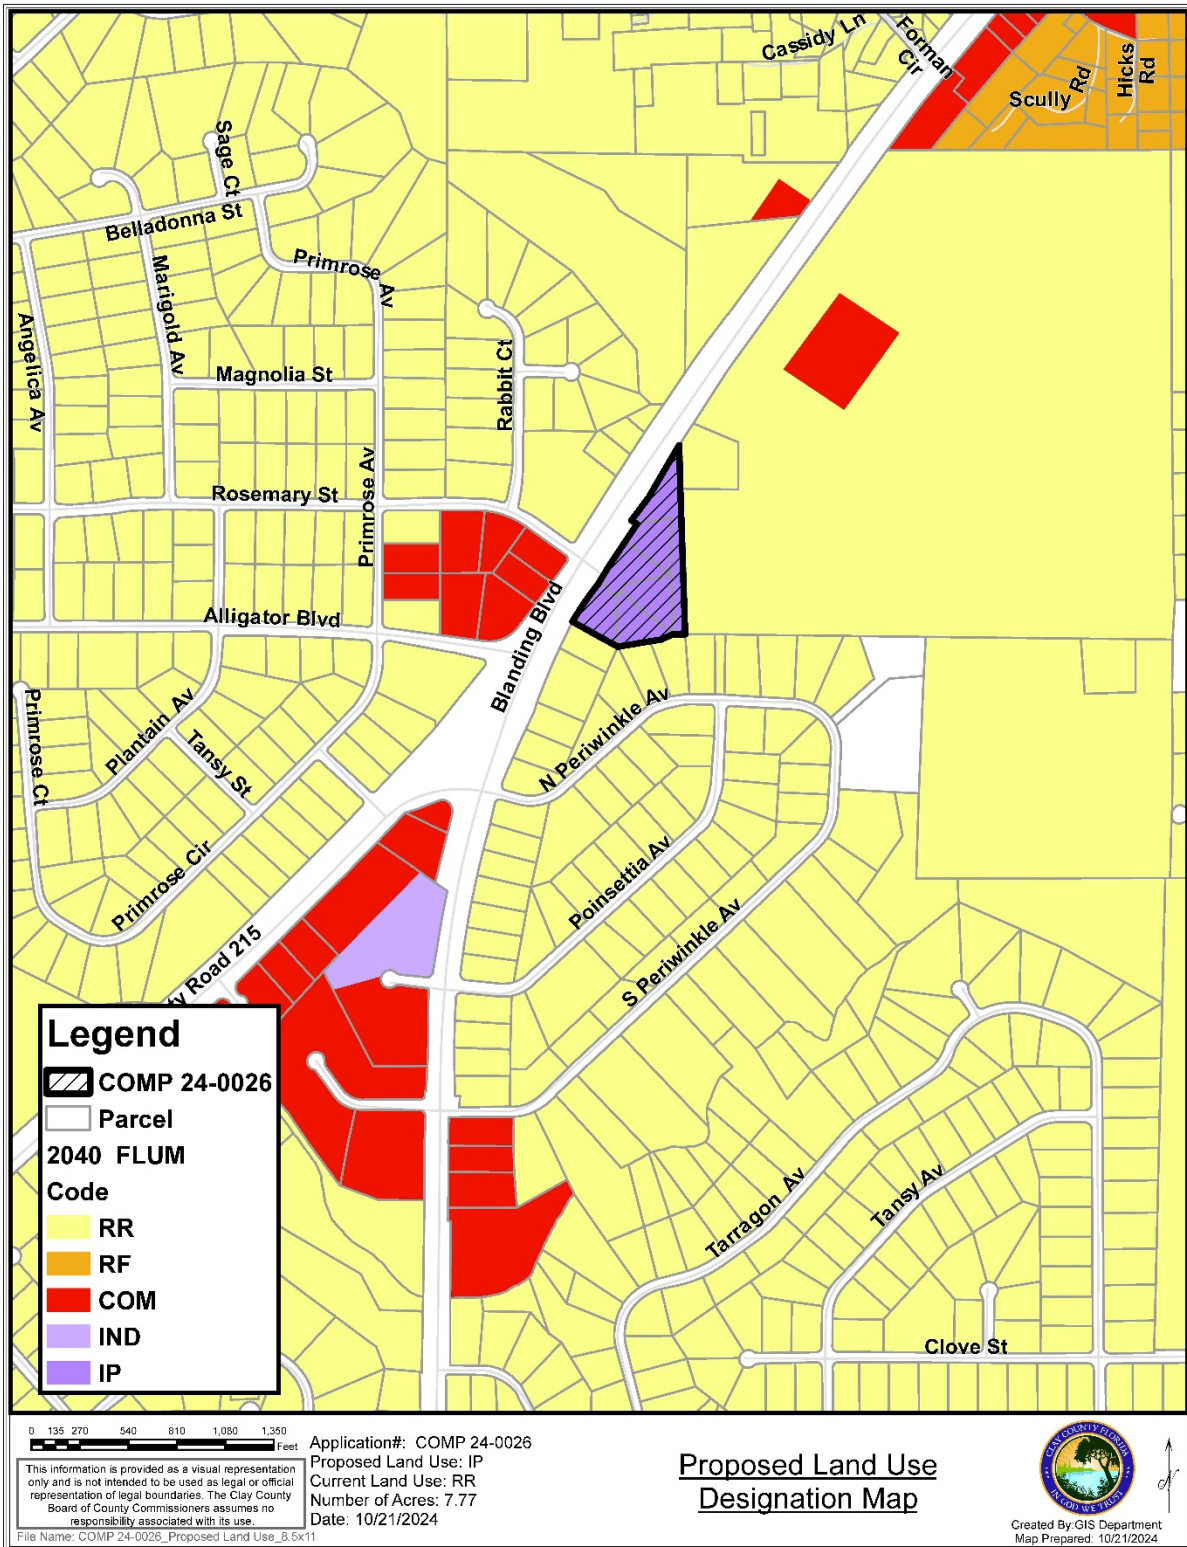 Cassidy Ln
Forman
Cir
Scully Rd
Hicks
Rd
Sage Ct
Belladonna St
Primrose Av
Marigold Av
Angelica Av
Magnolia St
Rabbit Ct
Rosemary St
Primrose Av
Alligator Blvd
Blanding Blvd
Primrose Ct
Plantain Av
Tansy St
N Periwinkle Av
Primrose Cir
Poinsettia Av
S Periwinkle Av
ty Road 215
Tarragon Av
Tansy Av
Clove St
Legend
COMP 24-0026
Parcel
2040 FLUM
Code
RR
RF
COM
IND
IP
0 135 270 540 810 1,080 1,350
Feet
This information is provided as a visual representation
only and is not intended to be used as legal or official
representation of legal boundaries. The Clay County
Board of County Commissioners assumes no
responsibility associated with its use.
File Name: COMP 24-0026_Proposed Land Use_8.5x11
Application#: COMP 24-0026
Proposed Land Use: IP
Current Land Use: RR
Number of Acres: 7.77
Date: 10/21/2024
Proposed Land Use
Designation Map
CLAY COUNTY FLORIDA
IN GOD WE TRUST
N
Created By:GIS Department
Map Prepared: 10/21/2024